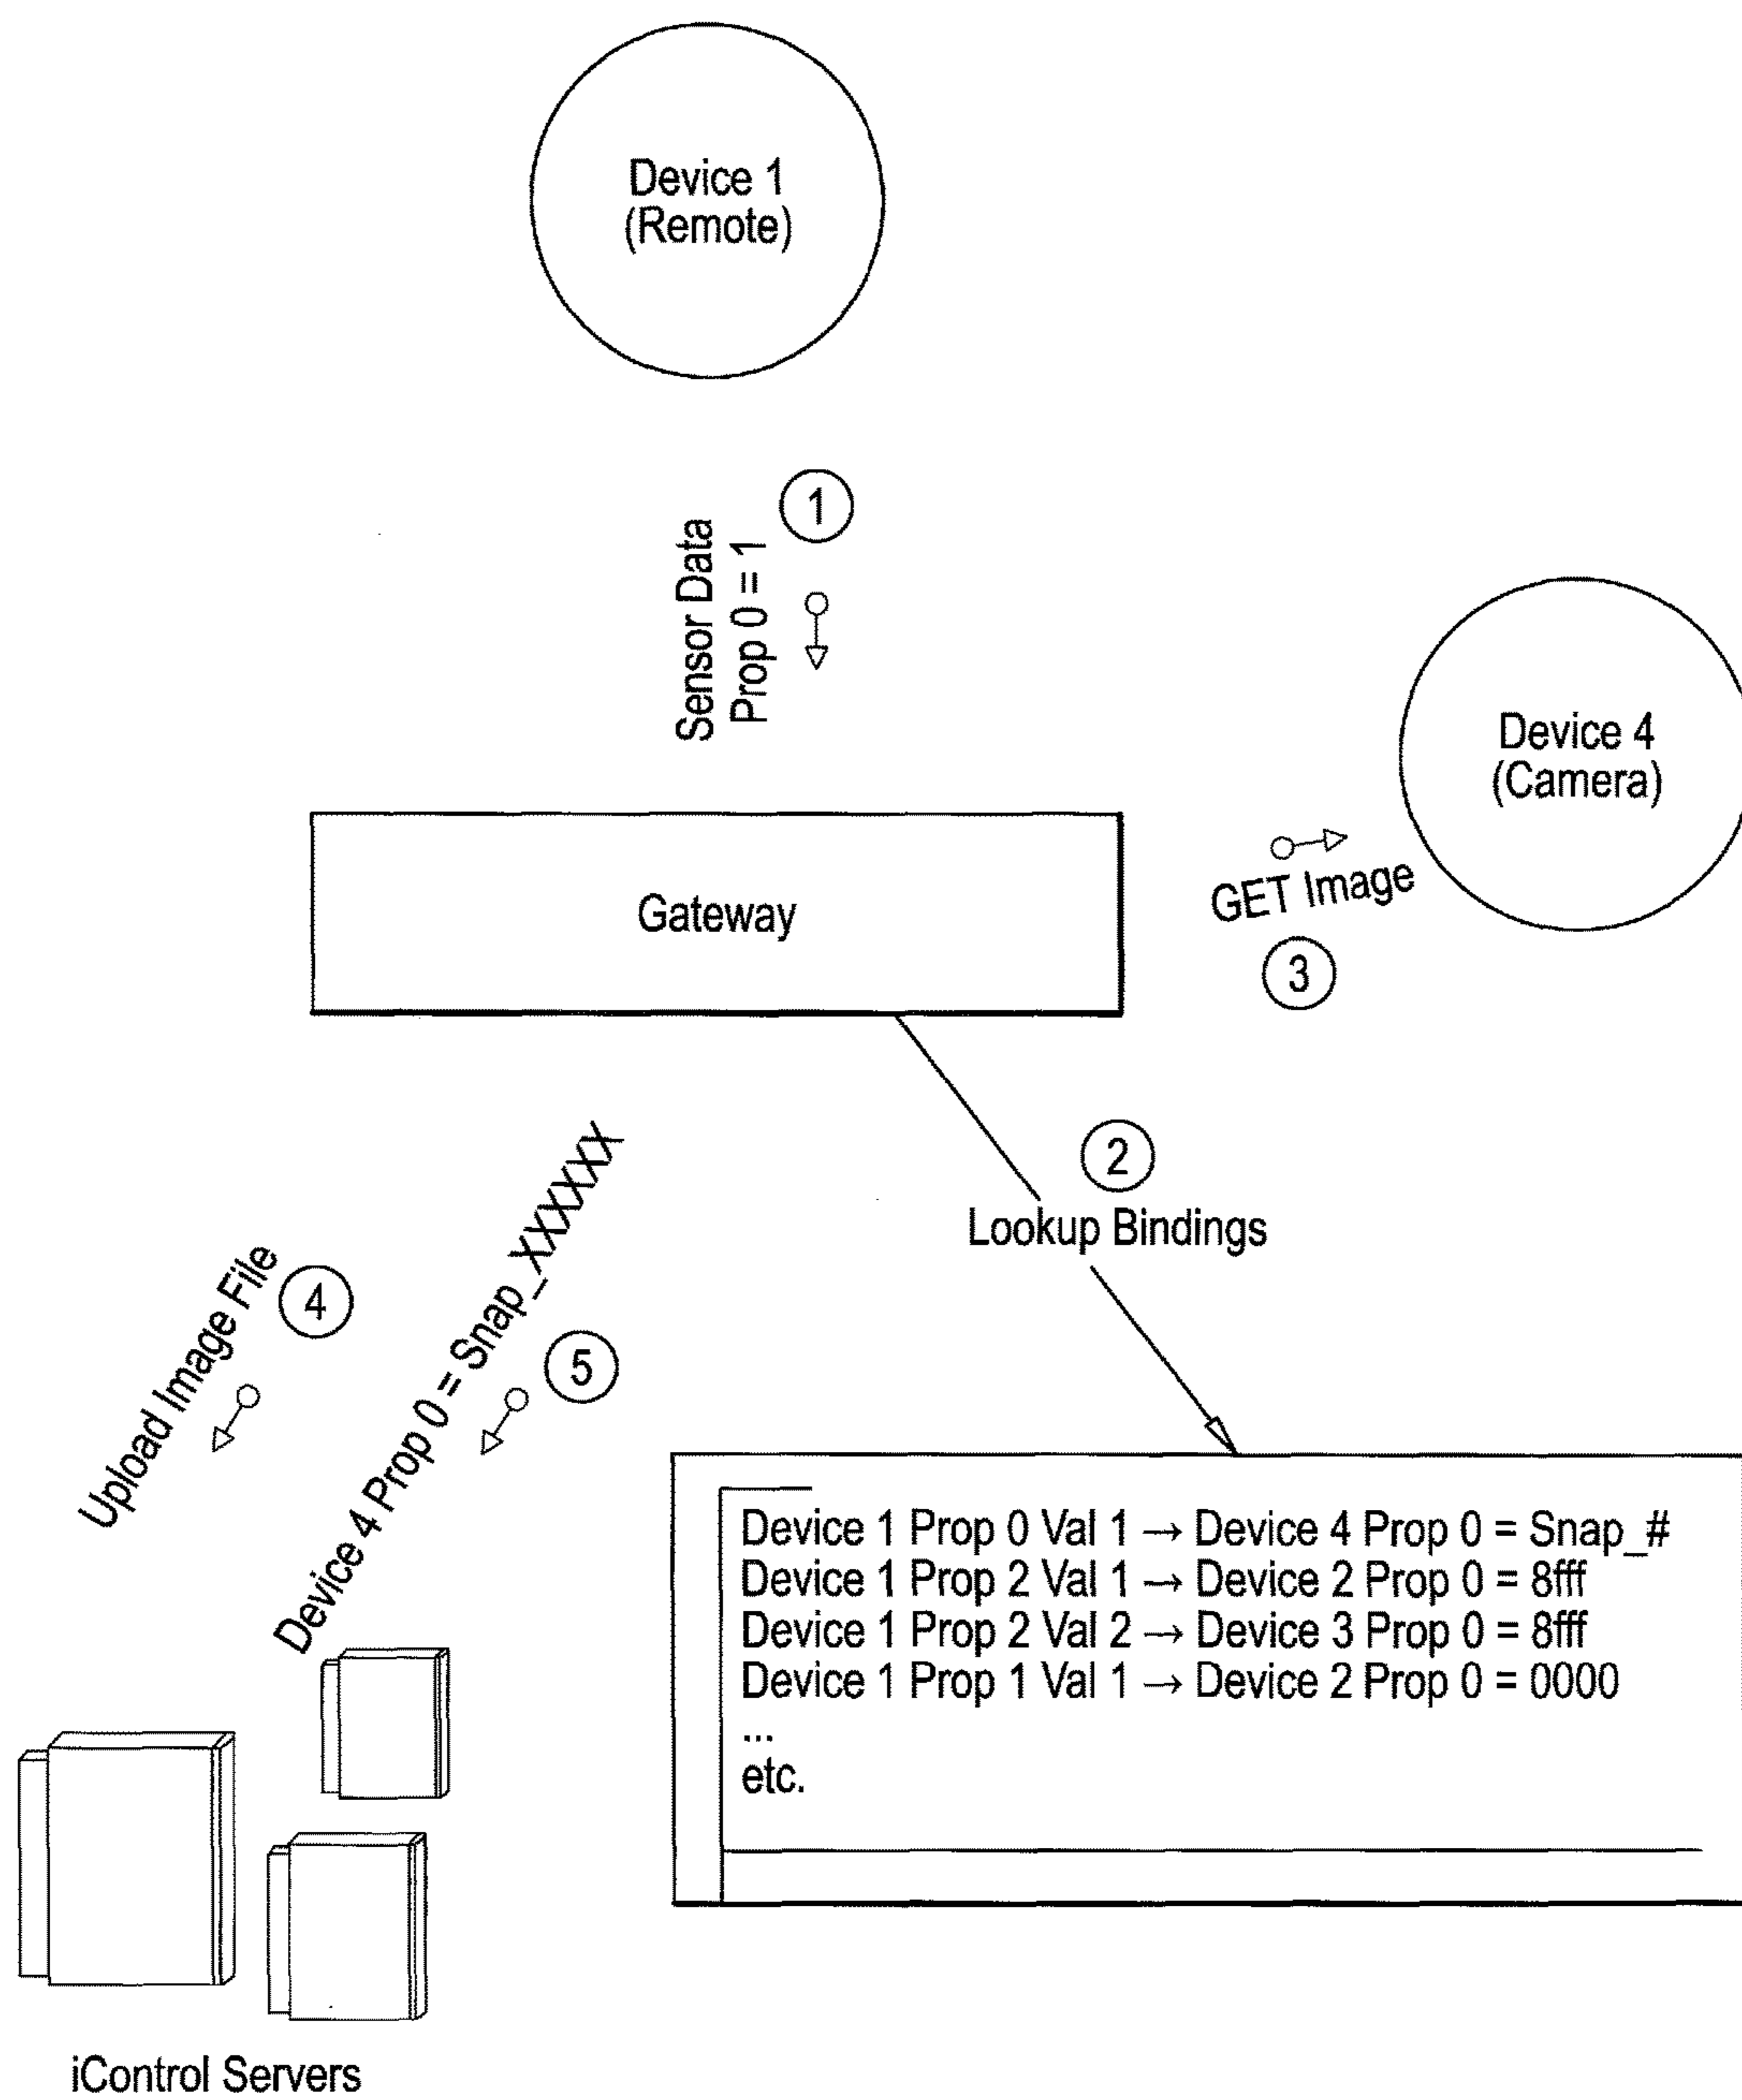 Device 1
(Remote)
1
Sensor Data
Prop 0 = 1
Device 4
(Camera)
Gateway
GET Image
3
2
Lookup Bindings
Upload Image File
4
Device 4 Prop 0 = Snap_XXXXXX
5
Device 1 Prop 0 Val 1 → Device 4 Prop 0 = Snap_#
Device 1 Prop 2 Val 1 → Device 2 Prop 0 = 8fff
Device 1 Prop 2 Val 2 → Device 3 Prop 0 = 8fff
Device 1 Prop 1 Val 1 → Device 2 Prop 0 = 0000
...
etc.
iControl Servers